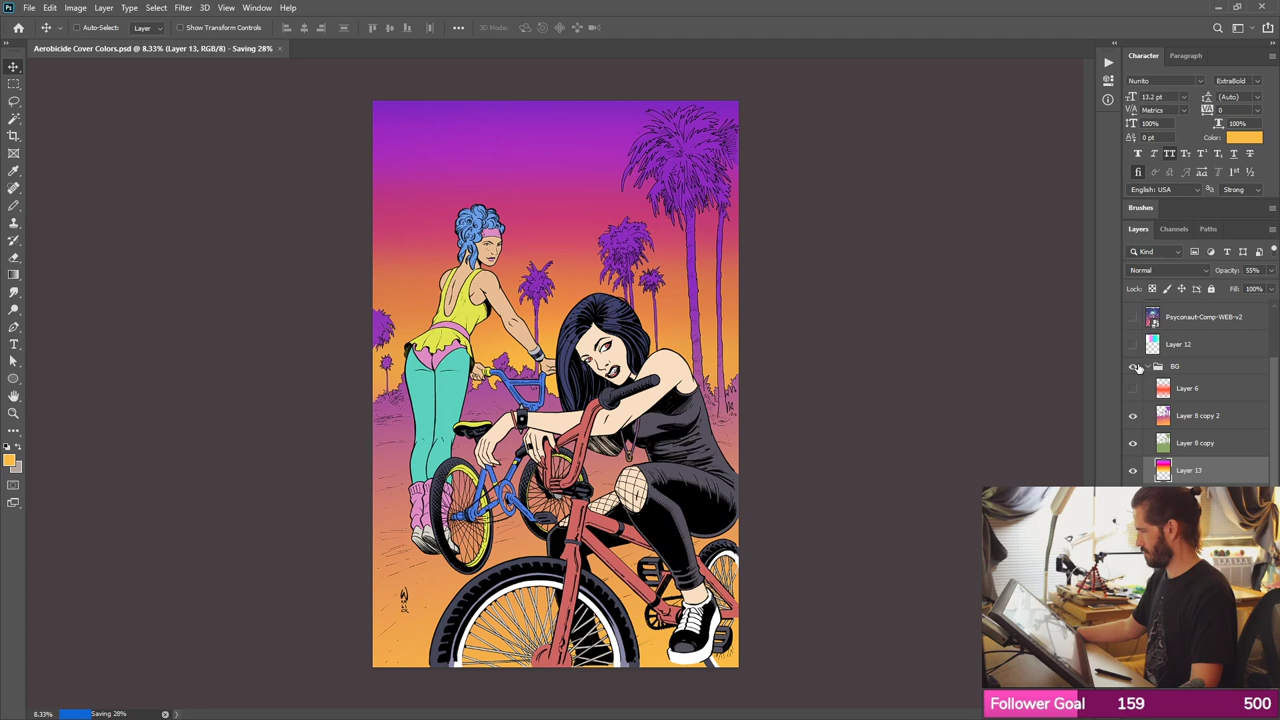 Ps File Edit Image Layer Type Select Filter 3D View Window Help
Auto-Select: Layer Show Transform Controls 3D Mode:
Aerobicide Cover Colors.psd @ 8.33% (Layer 13, RGB/8) - Saving 28% ×
Character Paragraph
Nunito ExtraBold
13.2 pt (Auto)
Metrics 0
100% 100%
0 pt Color:
English: USA Strong
Brushes
Layers Channels Paths
Kind
Normal Opacity: 55%
Lock: Fill: 100%
Psyconaut-Comp-WEB-v2
Layer 12
BG
Layer 6
Layer 8 copy 2
Layer 8 copy
Layer 13
Follower Goal 159 500
8.33% Saving 28%